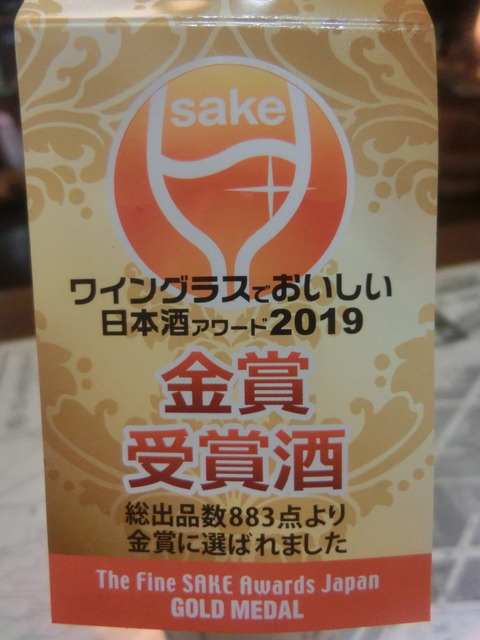 sake
ワイングラスでおいしい
日本酒アワード2019
金賞
受賞酒
総出品数883点より
金賞に選ばれました
The Fine SAKE Awards Japan
GOLD MEDAL